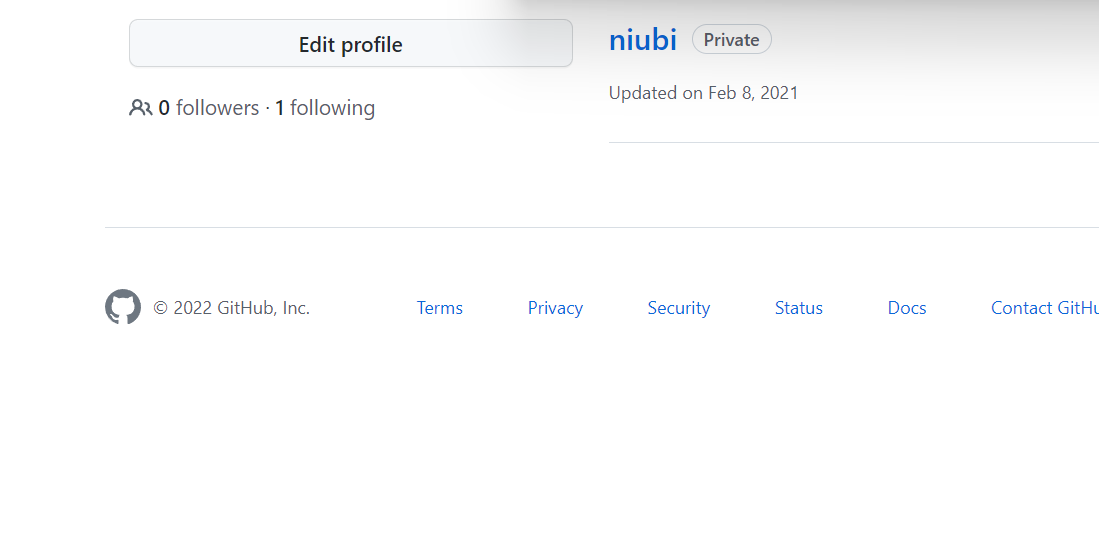 Edit profile
0 followers · 1 following
niubi Private
Updated on Feb 8, 2021
© 2022 GitHub, Inc. Terms Privacy Security Status Docs Contact GitHu